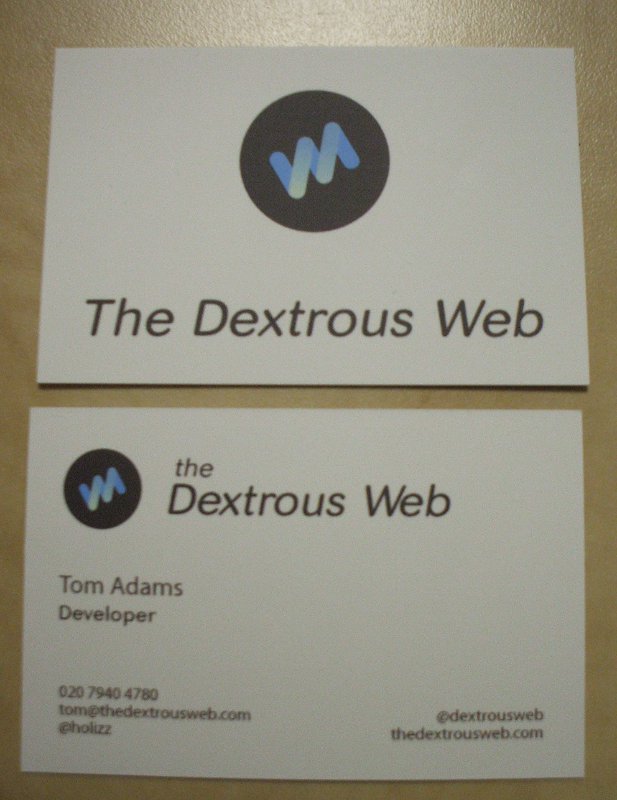 The Dextrous Web
the
Dextrous Web
Tom Adams
Developer
020 7940 4780
tom@thedextrousweb.com
@holizz
@dextrousweb
thedextrousweb.com